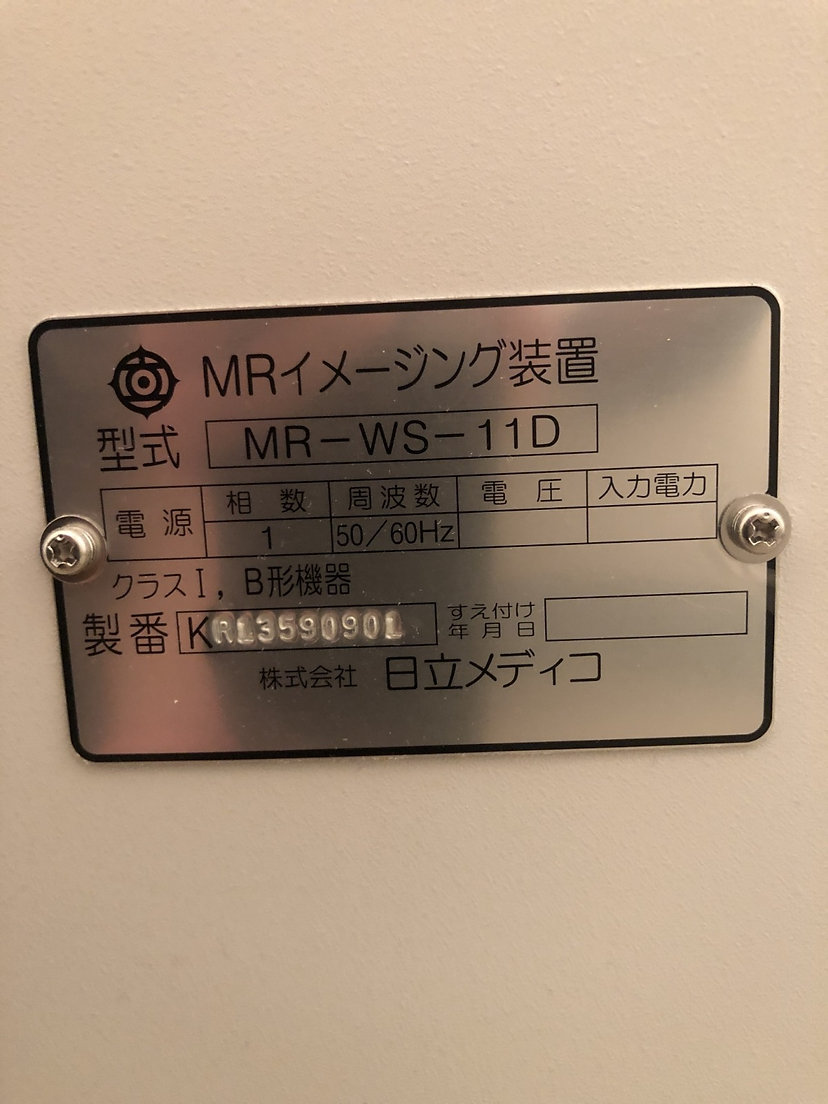 MRイメージング装置
型式 MR-WS-11D
電源 相数 周波数 電圧 入力電力
1 50/60Hz
クラスI, B形機器
製番 KRL3590901 すえ付け年月日
株式会社 日立メディコ